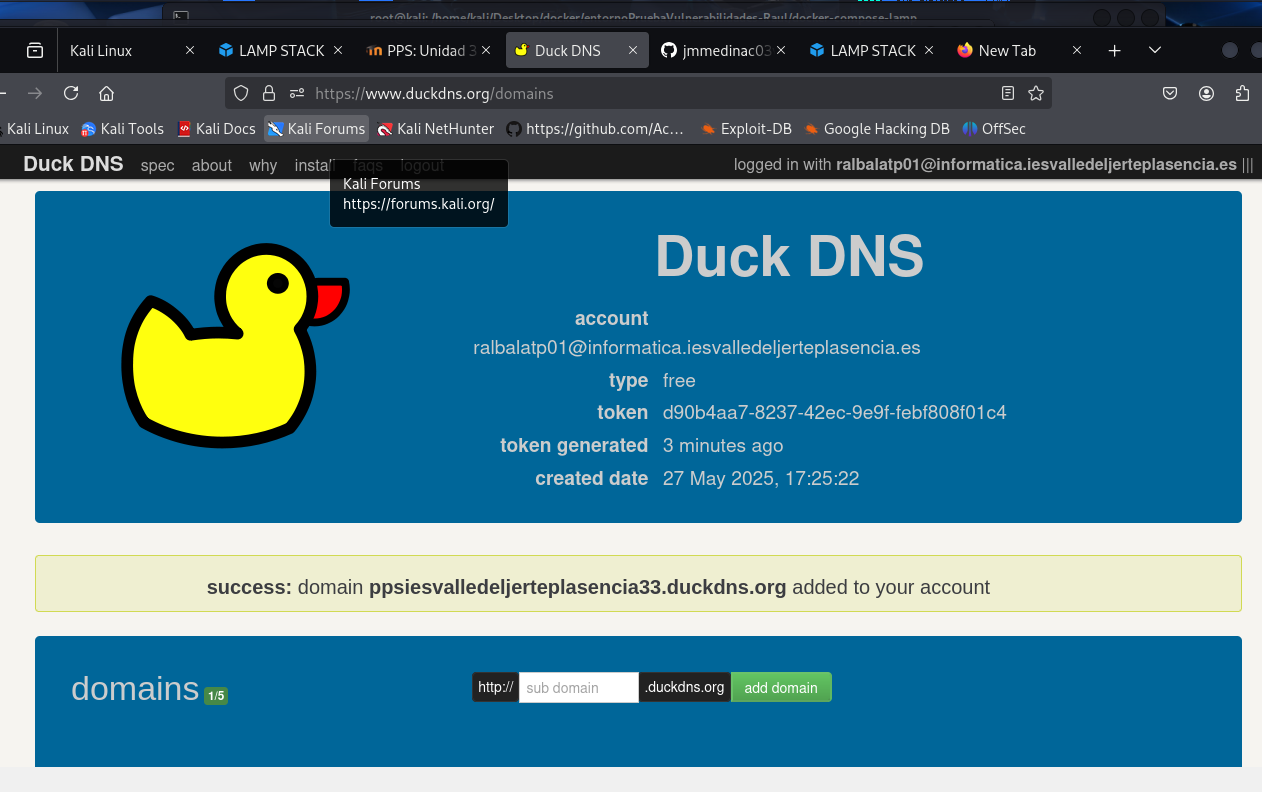 root@kali: /home/kali/Desktop/docker/entornoPruebaVulnerabilidades-Raul/docker-compose-lamp
Kali Linux
LAMP STACK
PPS: Unidad 3
Duck DNS
jmmedinac03
LAMP STACK
New Tab
https://www.duckdns.org/domains
Kali Linux
Kali Tools
Kali Docs
Kali Forums
Kali NetHunter
https://github.com/Ac...
Exploit-DB
Google Hacking DB
OffSec
Duck DNS spec about why install faqs logout
logged in with ralbalatp01@informatica.iesvalledeljerteplasencia.es |||
Kali Forums
https://forums.kali.org/
Duck DNS
account
ralbalatp01@informatica.iesvalledeljerteplasencia.es
type free
token d90b4aa7-8237-42ec-9e9f-febf808f01c4
token generated 3 minutes ago
created date 27 May 2025, 17:25:22
success: domain ppsiesvalledeljerteplasencia33.duckdns.org added to your account
domains 1/5
http:// sub domain .duckdns.org add domain